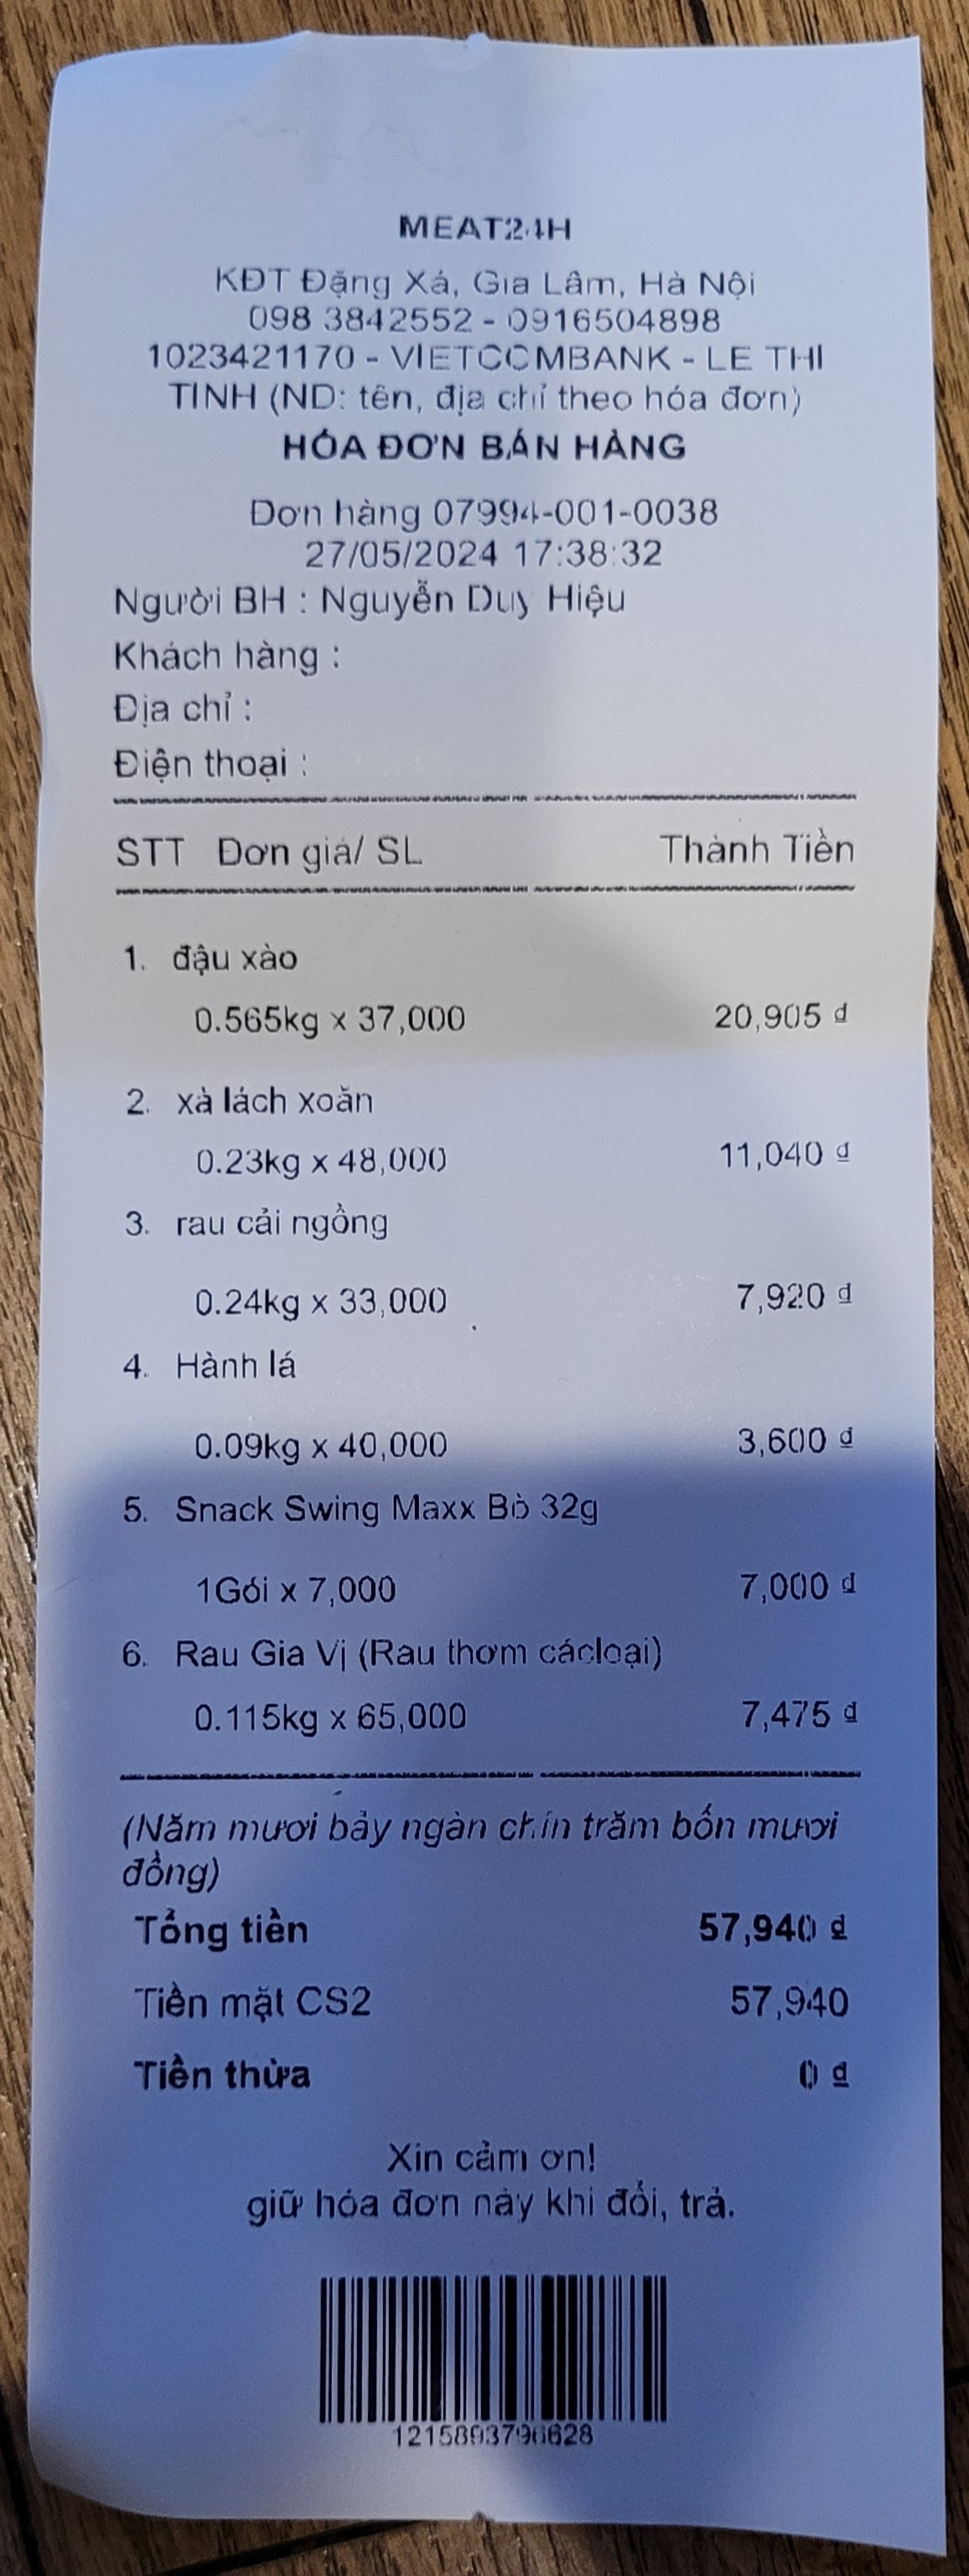 MEAT24H
KĐT Đặng Xá, Gia Lâm, Hà Nội
098 3842552 - 0916504898
1023421170 - VIETCOMBANK - LE THI
TINH (ND: tên, địa chỉ theo hóa đơn)
HÓA ĐƠN BÁN HÀNG
Đơn hàng 07994-001-0038
27/05/2024 17:38:32
Người BH : Nguyễn Duy Hiệu
Khách hàng :
Địa chỉ :
Điện thoại :
STT Đơn giá/ SL Thành Tiền
1. đậu xào
0.565kg x 37,000 20,905 đ
2. xà lách xoăn
0.23kg x 48,000 11,040 đ
3. rau cải ngồng
0.24kg x 33,000 7,920 đ
4. Hành lá
0.09kg x 40,000 3,600 đ
5. Snack Swing Maxx Bò 32g
1Gói x 7,000 7,000 đ
6. Rau Gia Vị (Rau thơm cácloại)
0.115kg x 65,000 7,475 đ
(Năm mươi bảy ngàn chín trăm bốn mươi
đồng)
Tổng tiền 57,940 đ
Tiền mặt CS2 57,940
Tiền thừa 0 đ
Xin cảm ơn!
giữ hóa đơn này khi đổi, trả.